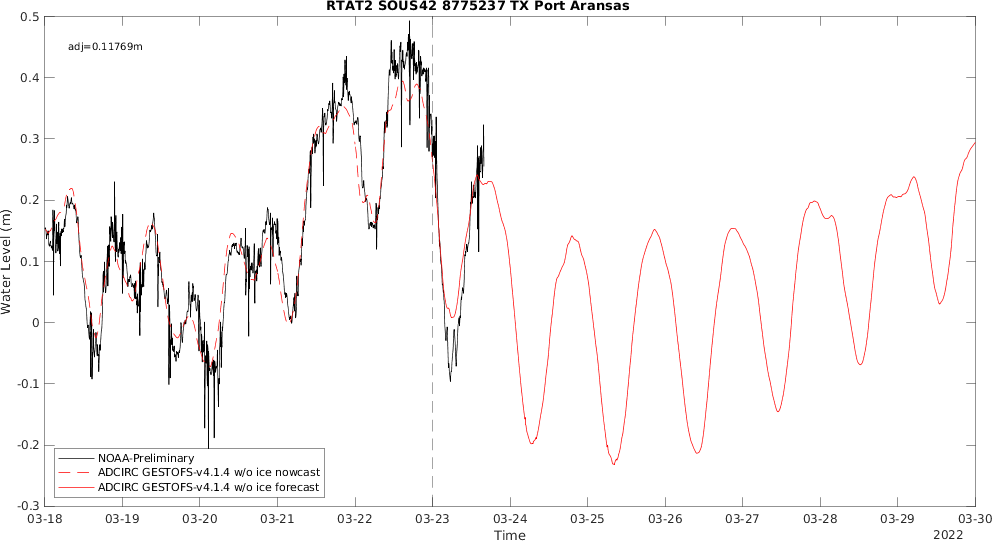 RTAT2 SOUS42 8775237 TX Port Aransas
adj=0.11769m
0.5
0.4
0.3
0.2
0.1
0
-0.1
-0.2
-0.3
Water Level (m)
NOAA-Preliminary
ADCIRC GESTOFS-v4.1.4 w/o ice nowcast
ADCIRC GESTOFS-v4.1.4 w/o ice forecast
03-18 03-19 03-20 03-21 03-22 03-23 03-24 03-25 03-26 03-27 03-28 03-29 03-30
Time
2022